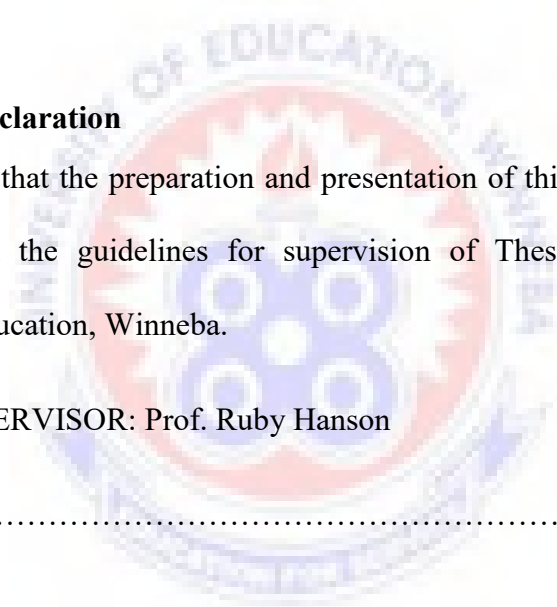 OF EDUCATION, WINNEBA
claration
that the preparation and presentation of thi
the guidelines for supervision of Thes
ucation, Winneba.
ERVISOR: Prof. Ruby Hanson
……………………………………………………